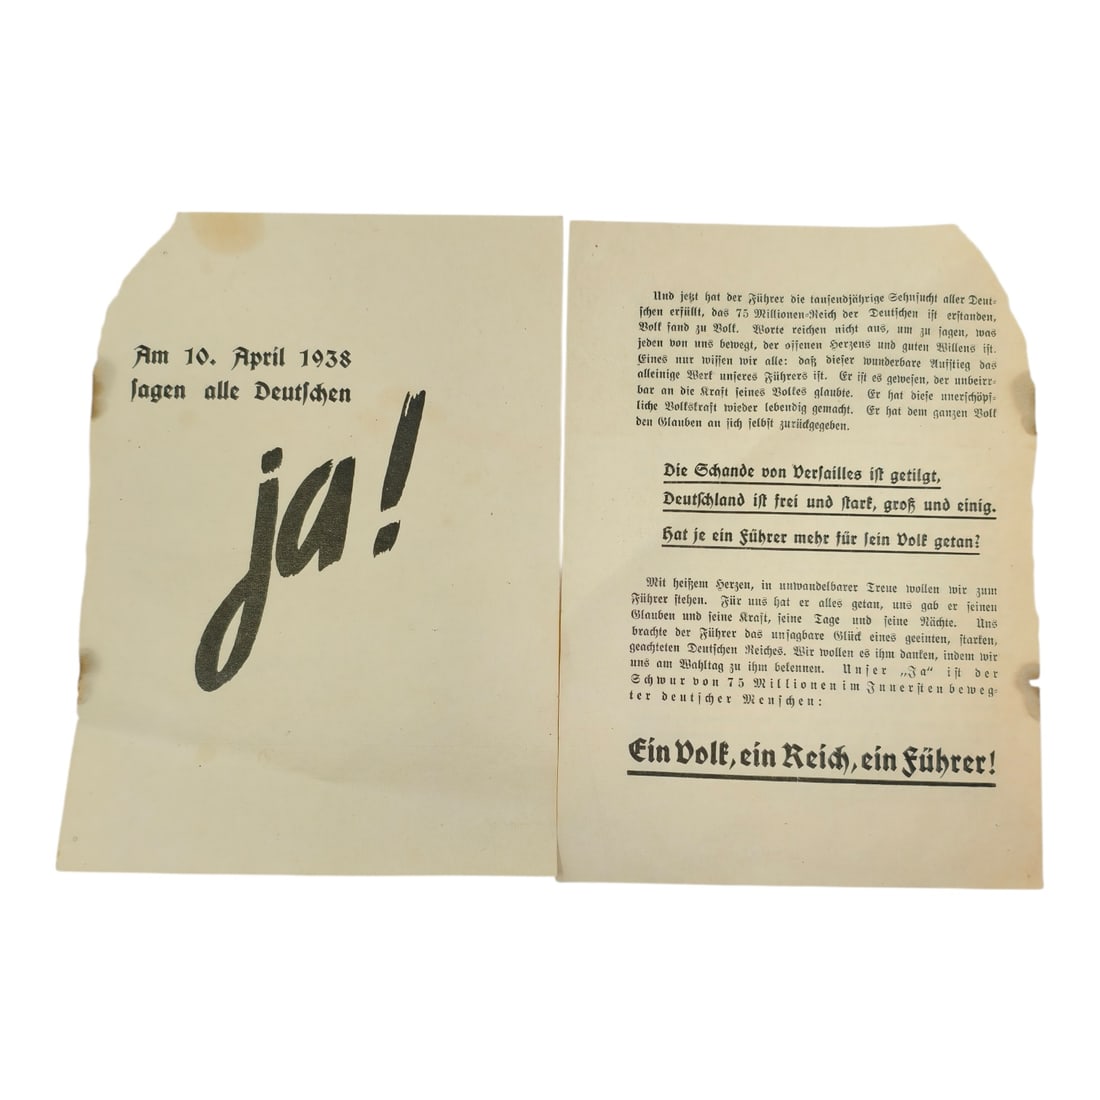 Am 10. April 1938
sagen alle Deutschen
ja!
Und jetzt hat der Führer die tausendjährige Sehnsucht aller Deut-
schen erfüllt, das 75 Millionen-Reich der Deutschen ist erstanden,
Volk fand zu Volk. Worte reichen nicht aus, um zu sagen, was
jeden von uns bewegt, der offenen Herzens und guten Willens ist.
Eines nur wissen wir alle: daß dieser wunderbare Aufstieg das
alleinige Werk unseres Führers ist. Er ist es gewesen, der unbeirr-
bar an die Kraft seines Volkes glaubte. Er hat diese unerschöpf-
liche Volkskraft wieder lebendig gemacht. Er hat dem ganzen Volk
den Glauben an sich selbst zurückgegeben.
Die Schande von Versailles ist getilgt,
Deutschland ist frei und stark, groß und einig.
Hat je ein Führer mehr für sein Volk getan?
Mit heißem Herzen, in unwandelbarer Treue wollen wir zum
Führer stehen. Für uns hat er alles getan, uns gab er seinen
Glauben und seine Kraft, seine Tage und seine Nächte. Uns
brachte der Führer das unsagbare Glück eines geeinten, starken,
geachteten Deutschen Reiches. Wir wollen es ihm danken, indem wir
uns am Wahltag zu ihm bekennen. Unser „Ja“ ist der
Schwur von 75 Millionen im Innersten beweg-
ter deutscher Menschen:
Ein Volk, ein Reich, ein Führer!